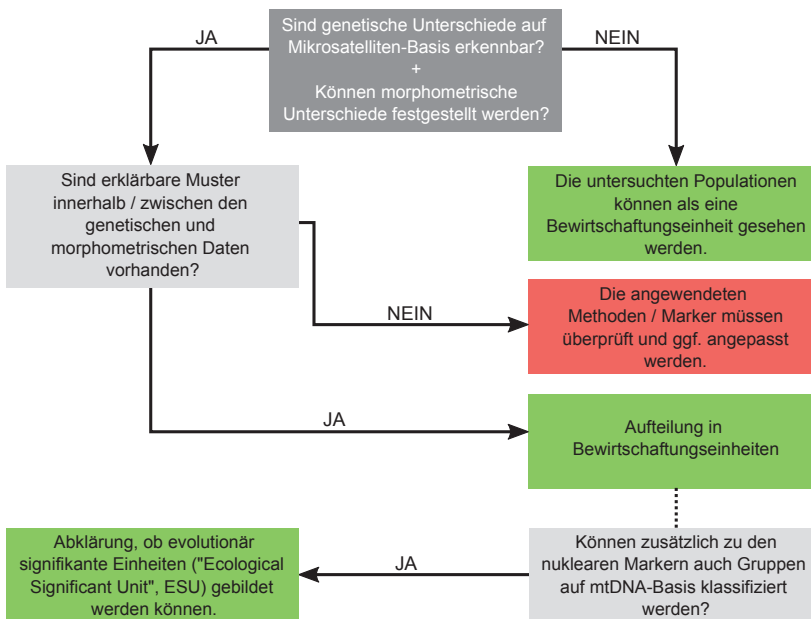 Sind genetische Unterschiede auf
Mikrosatelliten-Basis erkennbar?
+
Können morphometrische
Unterschiede festgestellt werden?
JA
NEIN
Sind erklärbare Muster
innerhalb / zwischen den
genetischen und
morphometrischen Daten
vorhanden?
Die untersuchten Populationen
können als eine
Bewirtschaftungseinheit gesehen
werden.
NEIN
Die angewendeten
Methoden / Marker müssen
überprüft und ggf. angepasst
werden.
JA
Aufteilung in
Bewirtschaftungseinheiten
Können zusätzlich zu den
nuklearen Markern auch Gruppen
auf mtDNA-Basis klassifiziert
werden?
JA
Abklärung, ob evolutionär
signifikante Einheiten ("Ecological
Significant Unit", ESU) gebildet
werden können.